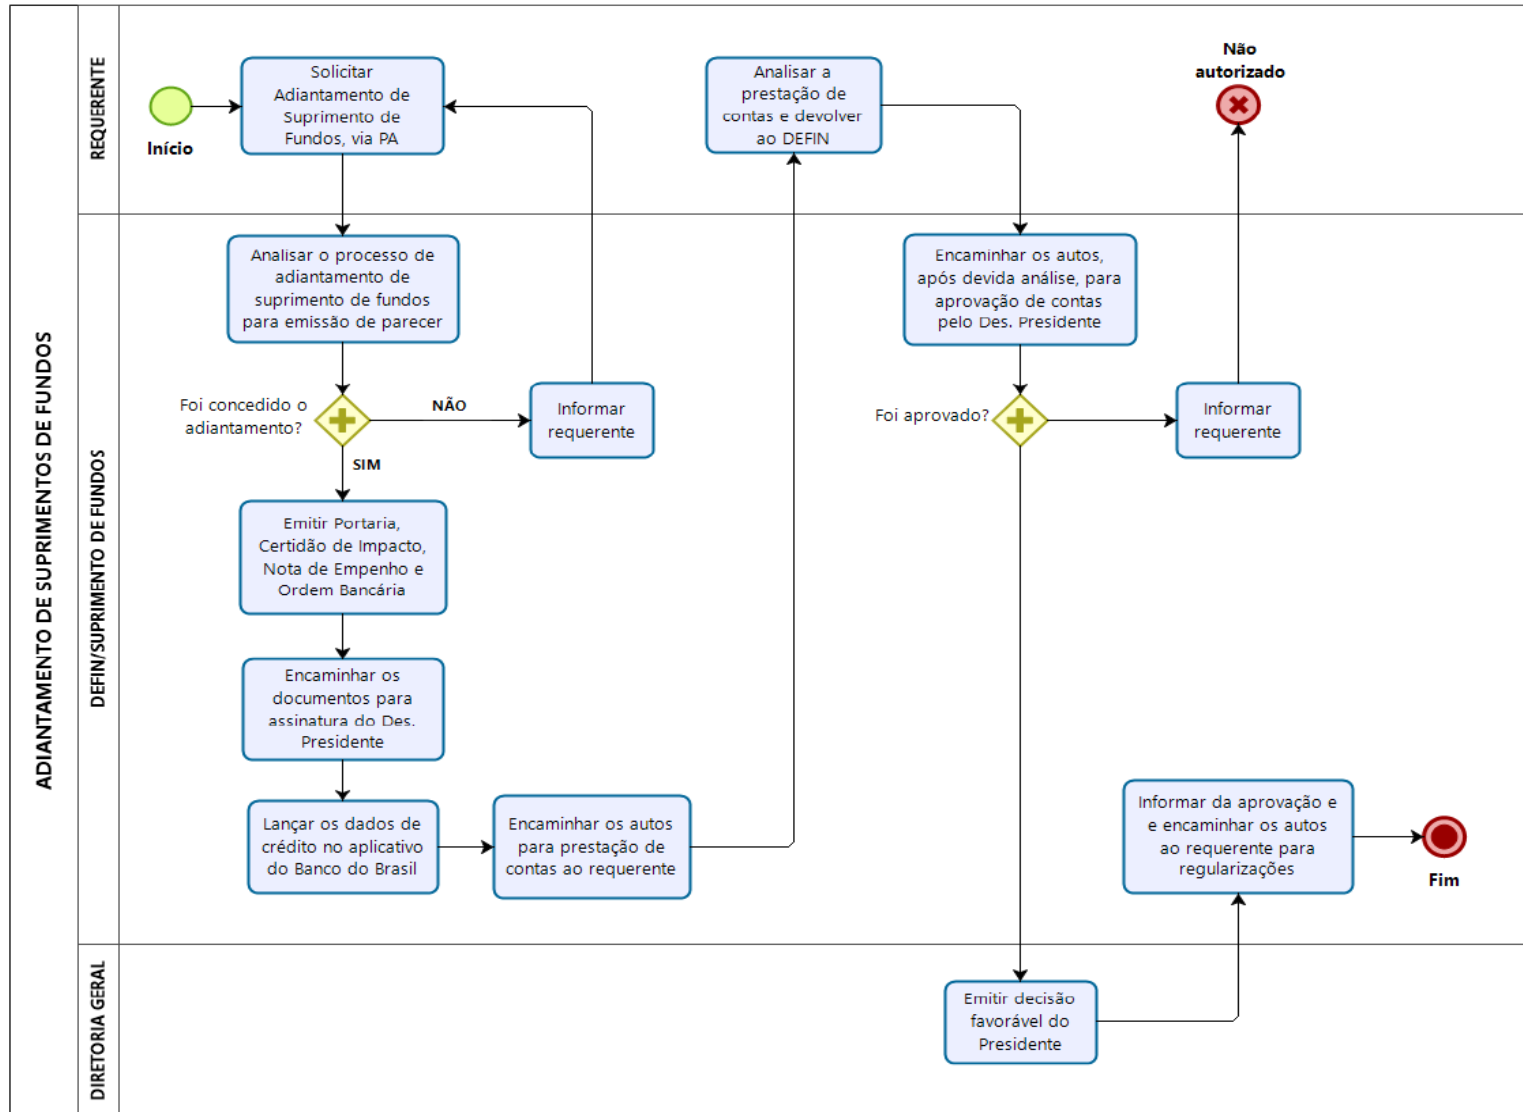 ADIANTAMENTO DE SUPRIMENTOS DE FUNDOS
REQUERENTE
Início
Solicitar
Adiantamento de
Suprimento de
Fundos, via PA
Analisar a
prestação de
contas e devolver
ao DEFIN
Não
autorizado
DEFIN/SUPRIMENTO DE FUNDOS
Analisar o processo de
adiantamento de
suprimento de fundos
para emissão de parecer
Foi concedido o
adiantamento?
NÃO
Informar
requerente
SIM
Emitir Portaria,
Certidão de Impacto,
Nota de Empenho e
Ordem Bancária
Encaminhar os
documentos para
assinatura do Des.
Presidente
Lançar os dados de
crédito no aplicativo
do Banco do Brasil
Encaminhar os autos
para prestação de
contas ao requerente
Encaminhar os autos,
após devida análise, para
aprovação de contas
pelo Des. Presidente
Foi aprovado?
Informar
requerente
Informar da aprovação e
e encaminhar os autos
ao requerente para
regularizações
Fim
DIRETORIA GERAL
Emitir decisão
favorável do
Presidente